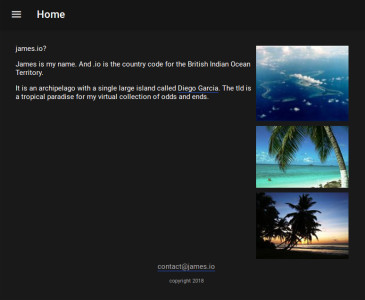 Home
james.io?
James is my name. And .io is the country code for the British Indian Ocean
Territory.
It is an archipelago with a single large island called Diego Garcia. The tld is
a tropical paradise for my virtual collection of odds and ends.
contact@james.io
copyright 2018